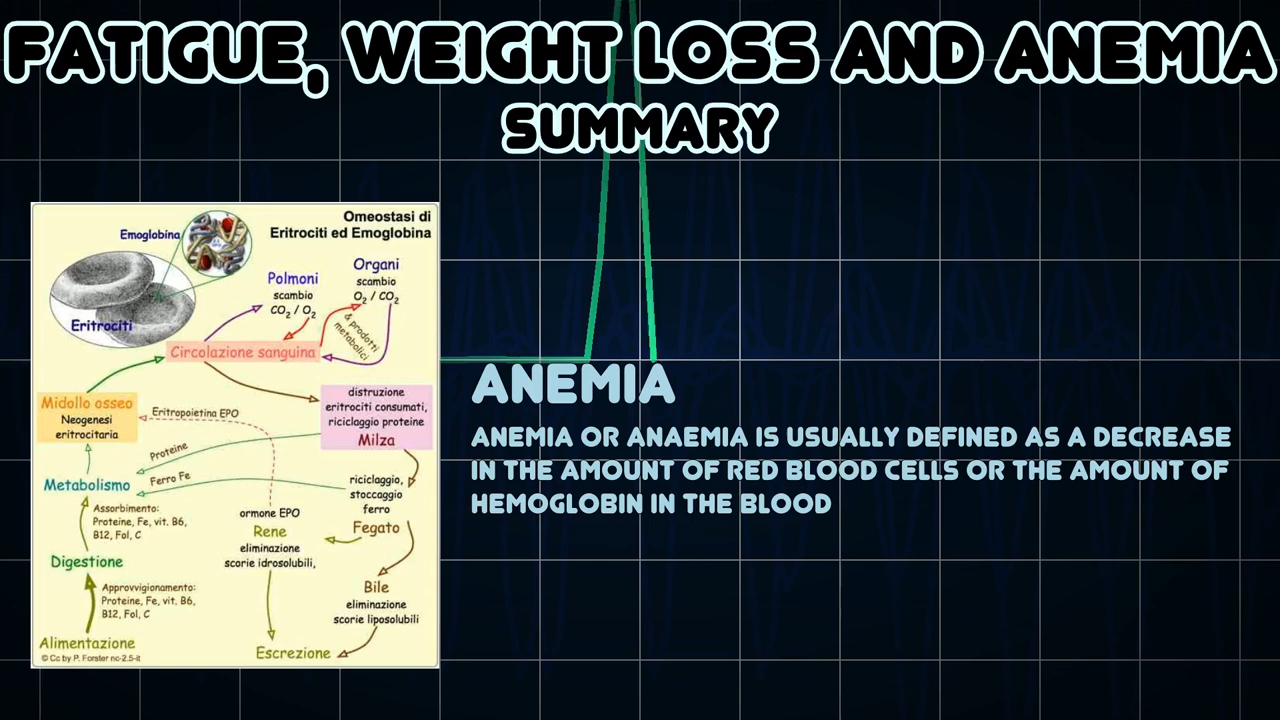 FATIGUE, WEIGHT LOSS AND ANEMIA
SUMMARY
Omeostasi di
Eritrociti ed Emoglobina
Emoglobina
Eritrociti
Polmoni
scambio
CO2 / O2
Organi
scambio
O2 / CO2
& prodotti
metabolici
Circolazione sanguina
Midollo osseo
Neogenesi
eritrocitaria
Eritropoietina EPO
distruzione
eritrociti consumati,
riciclaggio proteine
Milza
Proteine
Ferro Fe
Metabolismo
riciclaggio,
stoccaggio
ferro
Fegato
Assorbimento:
Proteine, Fe, vit. B6,
B12, Fol, C
ormone EPO
Rene
eliminazione
scorie idrosolubili,
Digestione
Bile
eliminazione
scorie liposolubili
Approvvigionamento:
Proteine, Fe, vit. B6,
B12, Fol, C
Alimentazione
Escrezione
© Cc by P. Forster nc-2.5-it
ANEMIA
ANEMIA OR ANAEMIA IS USUALLY DEFINED AS A DECREASE
IN THE AMOUNT OF RED BLOOD CELLS OR THE AMOUNT OF
HEMOGLOBIN IN THE BLOOD